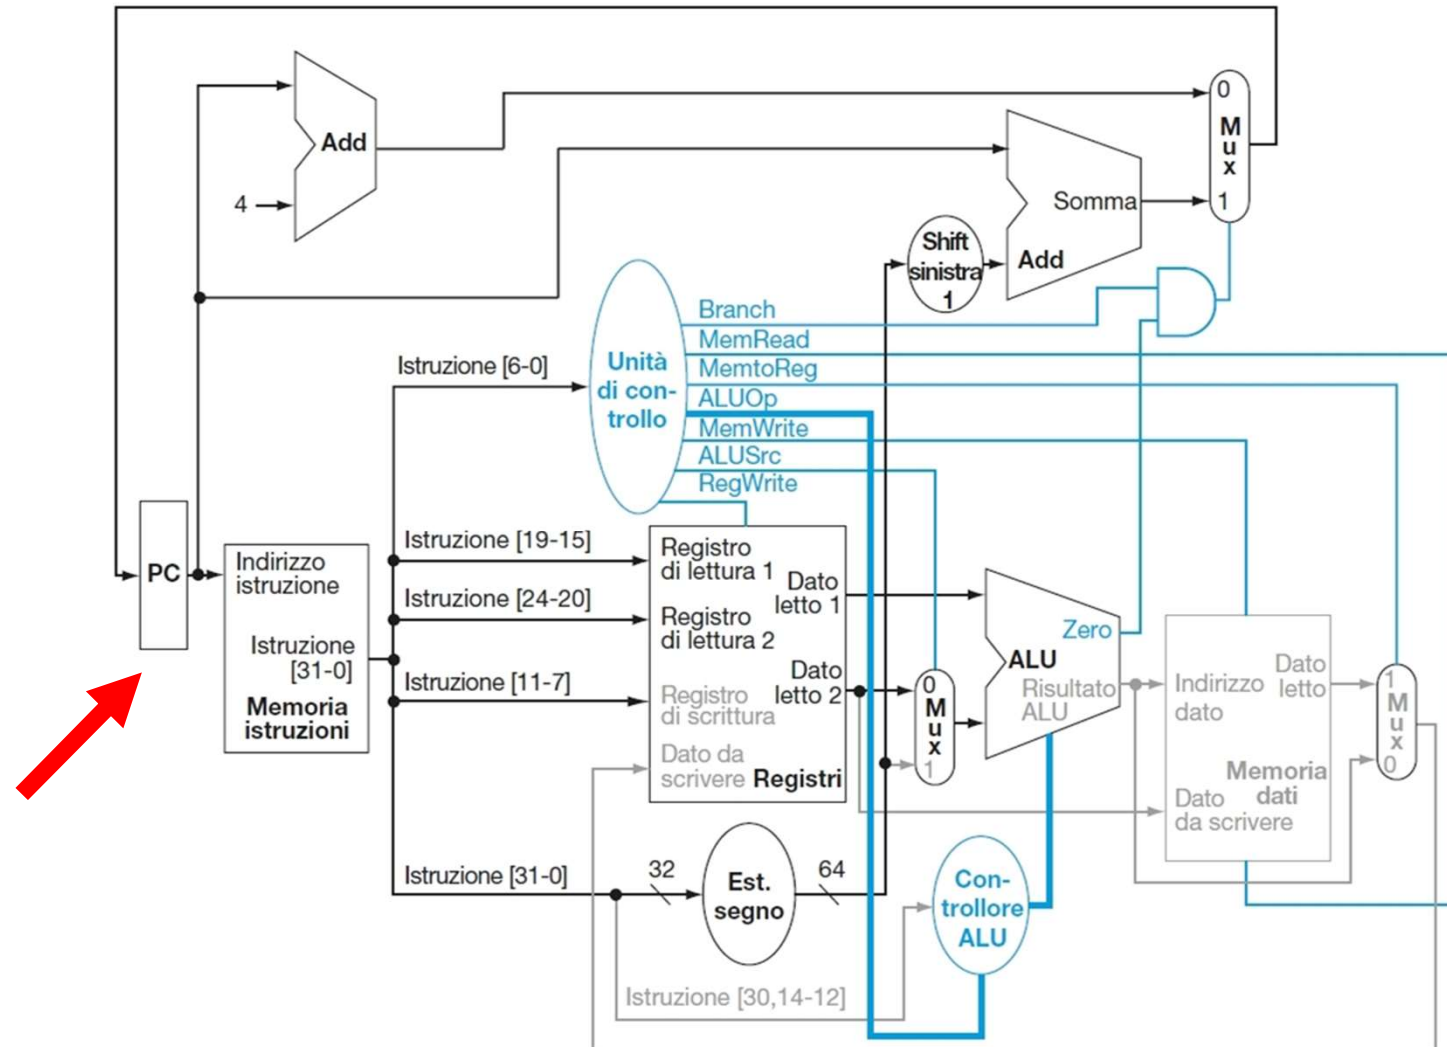 0
M
u
x
1
Add
4
Somma
Add
Shift
sinistra
1
Branch
MemRead
MemtoReg
ALUOp
MemWrite
ALUSrc
RegWrite
Istruzione [6-0]
Unità
di con-
trollo
PC
Indirizzo
istruzione
Istruzione
[31-0]
Memoria
istruzioni
Istruzione [19-15]
Istruzione [24-20]
Istruzione [11-7]
Registro
di lettura 1
Registro
di lettura 2
Registro
di scrittura
Dato da
scrivere
Registri
Dato
letto 1
Dato
letto 2
0
M
u
x
1
Zero
ALU
Risultato
ALU
Indirizzo
dato
Dato
letto
Memoria
dati
Dato
da scrivere
1
M
u
x
0
Istruzione [31-0]
32
Est.
segno
64
Con-
trollore
ALU
Istruzione [30,14-12]